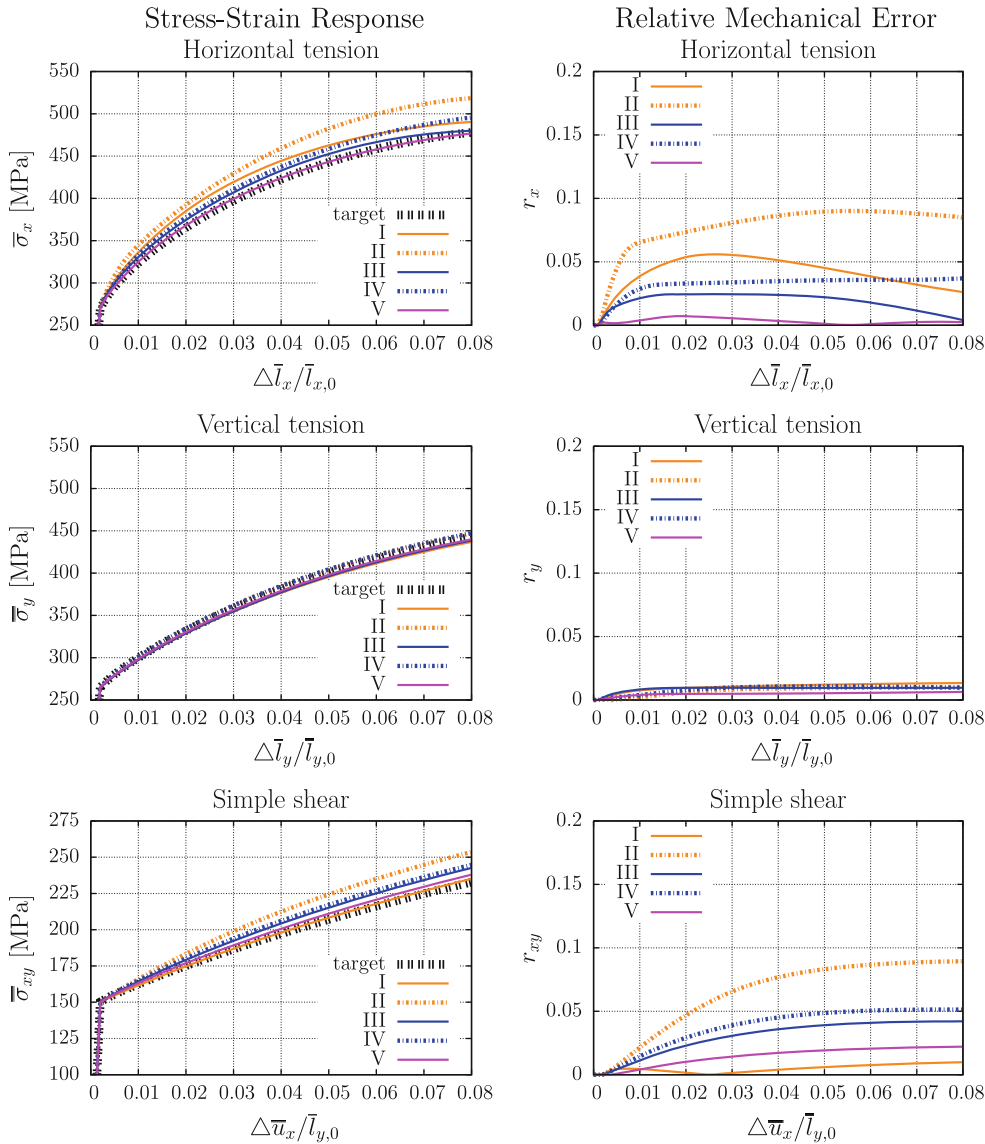 Stress-Strain Response
Horizontal tension
550
500
450
400
350
300
250
σ̅x [MPa]
target
I
II
III
IV
V
0 0.01 0.02 0.03 0.04 0.05 0.06 0.07 0.08
△l̅x/l̅x,0
Relative Mechanical Error
Horizontal tension
0.2
0.15
0.1
0.05
0
rx
I
II
III
IV
V
0 0.01 0.02 0.03 0.04 0.05 0.06 0.07 0.08
△l̅x/l̅x,0
Vertical tension
550
500
450
400
350
300
250
σ̅y [MPa]
target
I
II
III
IV
V
0 0.01 0.02 0.03 0.04 0.05 0.06 0.07 0.08
△l̅y/l̅y,0
Vertical tension
0.2
0.15
0.1
0.05
0
ry
I
II
III
IV
V
0 0.01 0.02 0.03 0.04 0.05 0.06 0.07 0.08
△l̅y/l̅y,0
Simple shear
275
250
225
200
175
150
125
100
σ̅xy [MPa]
target
I
II
III
IV
V
0 0.01 0.02 0.03 0.04 0.05 0.06 0.07 0.08
△u̅x/l̅y,0
Simple shear
0.2
0.15
0.1
0.05
0
rxy
I
II
III
IV
V
0 0.01 0.02 0.03 0.04 0.05 0.06 0.07 0.08
△u̅x/l̅y,0